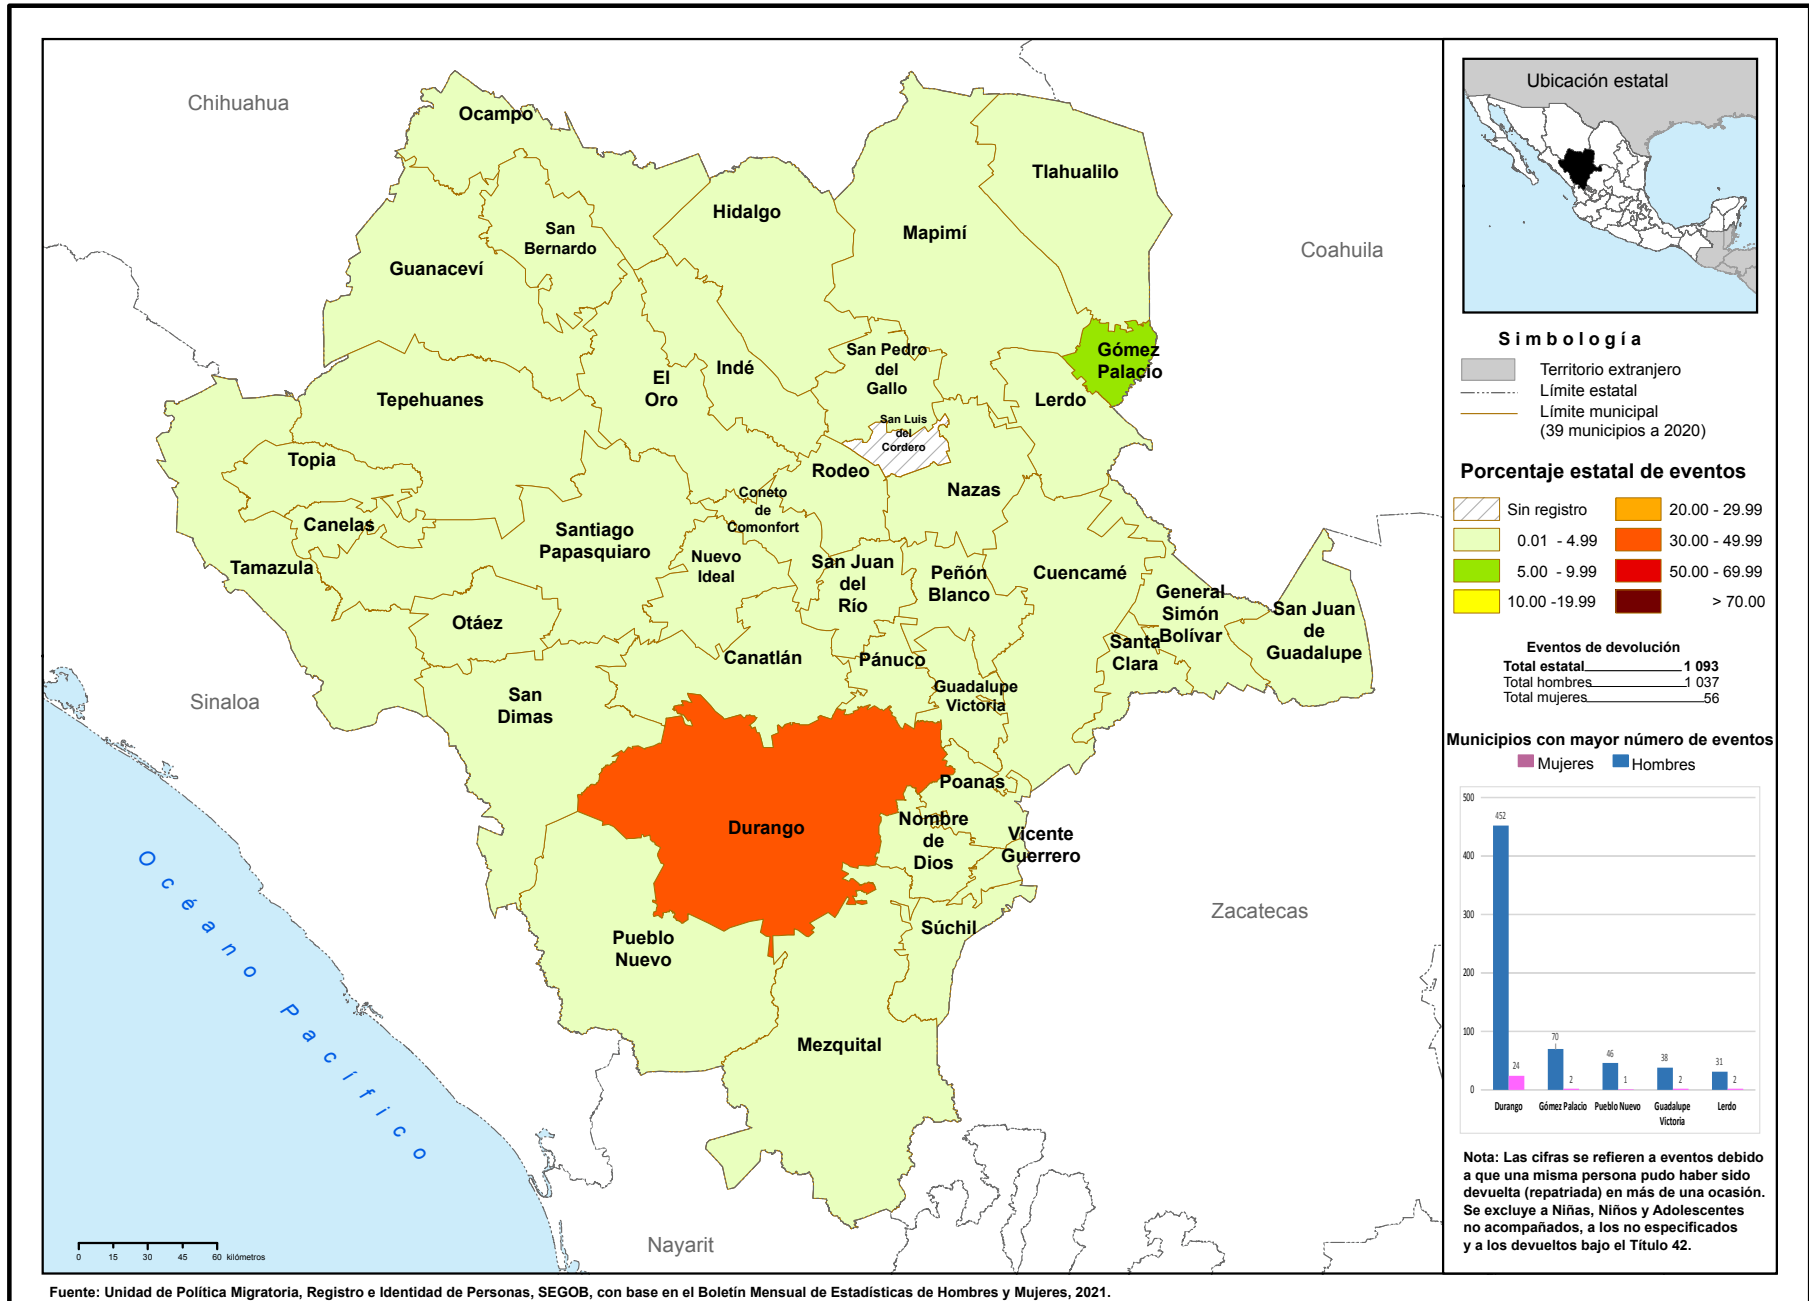 Chihuahua
Coahuila
Sinaloa
Zacatecas
Nayarit
Océano Pacífico
Ocampo
San
Bernardo
Guanaceví
Hidalgo
Mapimí
Tlahualilo
Gómez
Palacio
San Pedro
del
Gallo
Indé
El
Oro
Lerdo
Tepehuanes
San Luis
del
Cordero
Topia
Rodeo
Nazas
Canelas
Coneto
de
Comonfort
Santiago
Papasquiaro
Tamazula
Nuevo
Ideal
San Juan
del
Río
Peñón
Blanco
Cuencamé
General
Simón
Bolívar
San Juan
de
Guadalupe
Otáez
Santa
Clara
Canatlán
Pánuco
Guadalupe
Victoria
San
Dimas
Poanas
Durango
Nombre
de
Dios
Vicente
Guerrero
Súchil
Pueblo
Nuevo
Mezquital
0 15 30 45 60 kilómetros
Ubicación estatal
Simbología
Territorio extranjero
Límite estatal
Límite municipal
(39 municipios a 2020)
Porcentaje estatal de eventos
Sin registro
0.01 - 4.99
5.00 - 9.99
10.00 -19.99
20.00 - 29.99
30.00 - 49.99
50.00 - 69.99
> 70.00
Eventos de devolución
Total estatal 1 093
Total hombres 1 037
Total mujeres 56
Municipios con mayor número de eventos
Mujeres Hombres
500
400
300
200
100
0
452
24
70
2
46
1
38
2
31
2
Durango
Gómez Palacio
Pueblo Nuevo
Guadalupe
Victoria
Lerdo
Nota: Las cifras se refieren a eventos debido
a que una misma persona pudo haber sido
devuelta (repatriada) en más de una ocasión.
Se excluye a Niñas, Niños y Adolescentes
no acompañados, a los no especificados
y a los devueltos bajo el Título 42.
Fuente: Unidad de Política Migratoria, Registro e Identidad de Personas, SEGOB, con base en el Boletín Mensual de Estadísticas de Hombres y Mujeres, 2021.